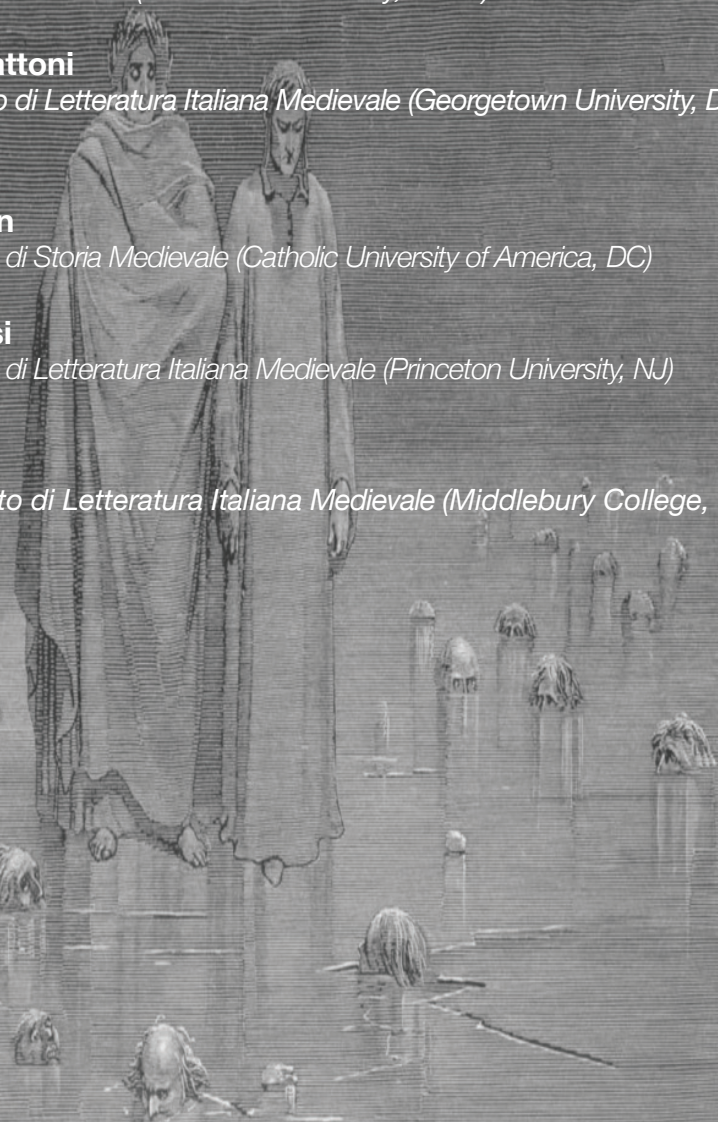 attoni
o di Letteratura Italiana Medievale (Georgetown University, D
n
di Storia Medievale (Catholic University of America, DC)
si
di Letteratura Italiana Medievale (Princeton University, NJ)
to di Letteratura Italiana Medievale (Middlebury College,